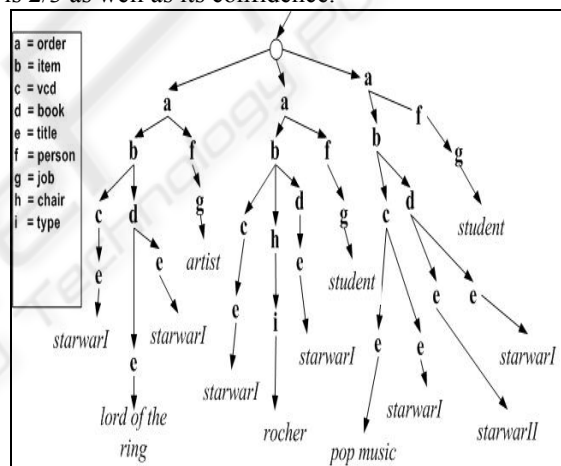 is 2/3 as well as its confidence.
a = order
b = item
c = vcd
d = book
e = title
f = person
g = job
h = chair
i = type
a
a
a
f
b
f
b
f
b
g
c
d
g
c
h
d
g
c
d
student
e
e
artist
e
i
e
student
e
e
starwarI
starwarI
starwarI
e
e
e
starwarI
lord of the
ring
starwarI
rocher
starwarI
starwarII
pop music